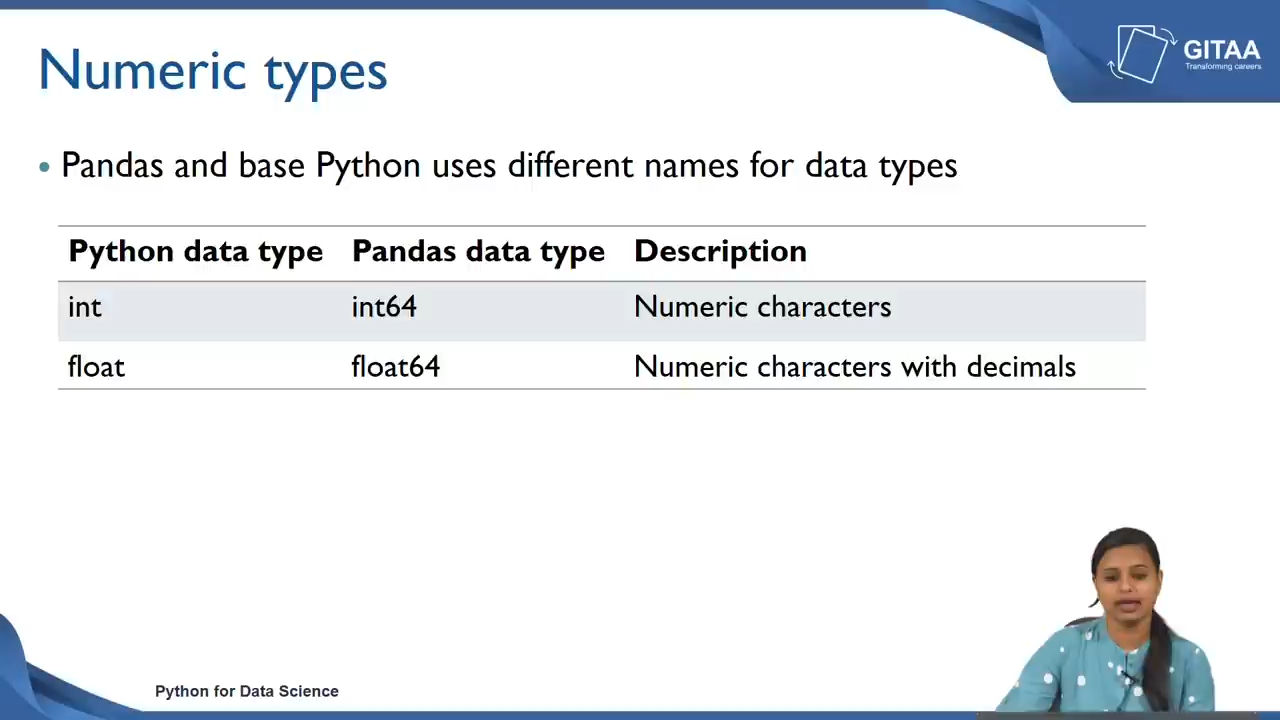 GITAA
Transforming careers
Numeric types
• Pandas and base Python uses different names for data types
Python data type Pandas data type Description
int int64 Numeric characters
float float64 Numeric characters with decimals
Python for Data Science